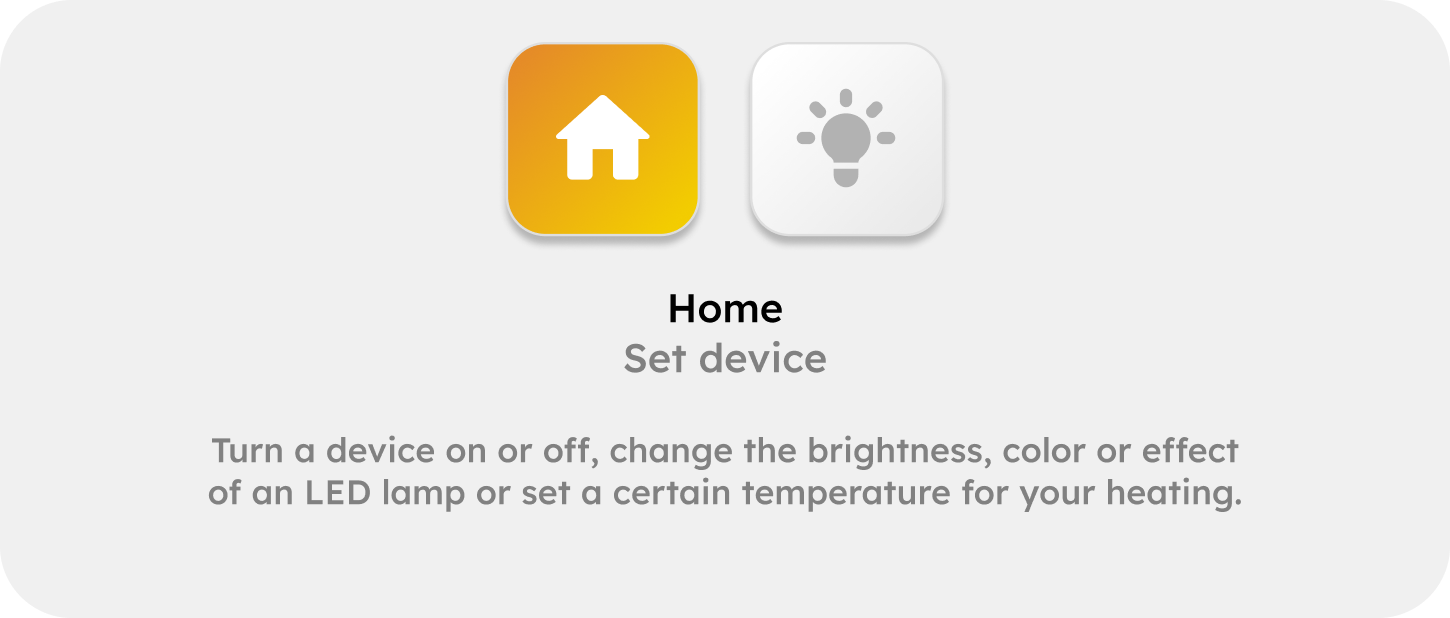 Home
Set device
Turn a device on or off, change the brightness, color or effect
of an LED lamp or set a certain temperature for your heating.